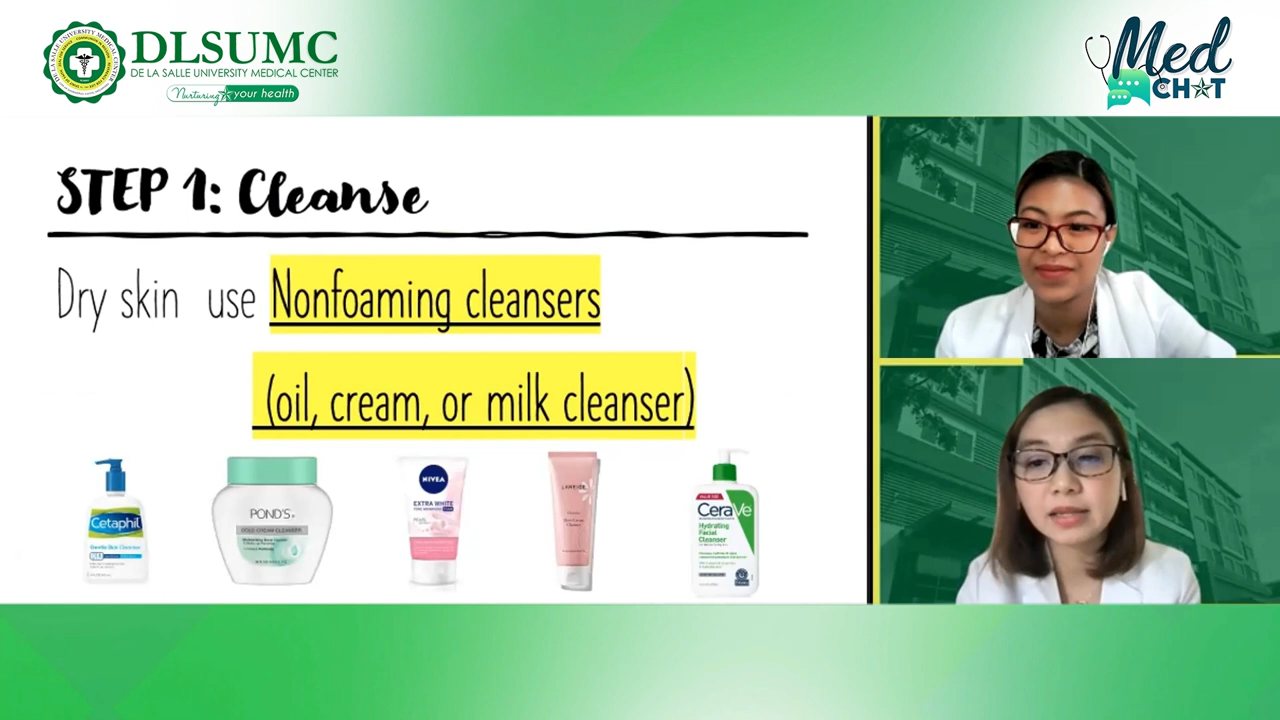 DLSUMC
DE LA SALLE UNIVERSITY MEDICAL CENTER
Nurturing your health
Med
CHAT
STEP 1: Cleanse
Dry skin use Nonfoaming cleansers
(oil, cream, or milk cleanser)
Cetaphil
Gentle Skin Cleanser
POND'S
COLD CREAM CLEANSER
NIVEA
EXTRA WHITE
LANEIGE
CeraVe
Hydrating
Facial
Cleanser